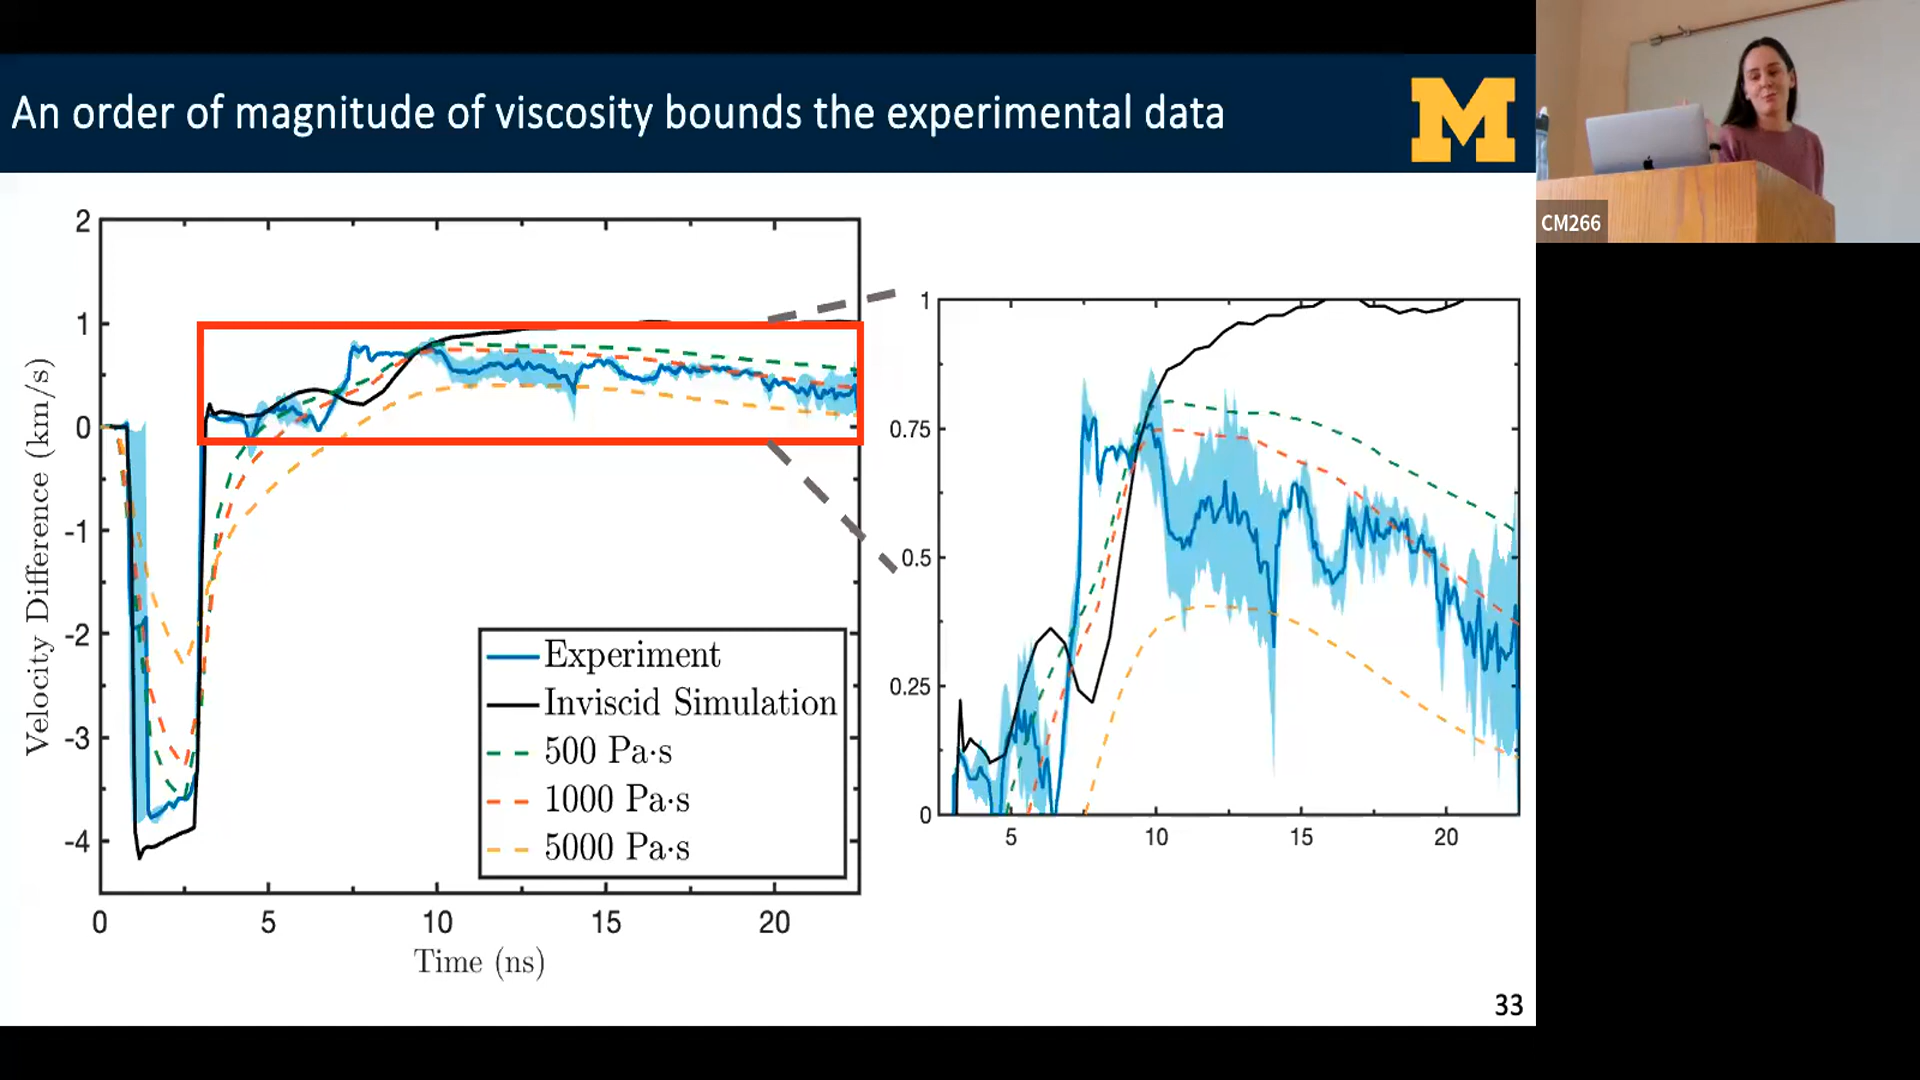 An order of magnitude of viscosity bounds the experimental data
M
CM266
2
1
0
-1
-2
-3
-4
Velocity Difference (km/s)
0
5
10
15
20
Time (ns)
Experiment
Inviscid Simulation
500 Pa·s
1000 Pa·s
5000 Pa·s
1
0.75
0.5
0.25
0
5
10
15
20
33